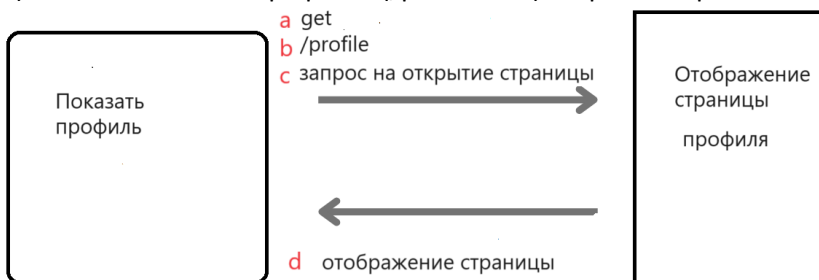 a get
b /profile
c запрос на открытие страницы
Показать
профиль
Отображение
страницы
профиля
d отображение страницы